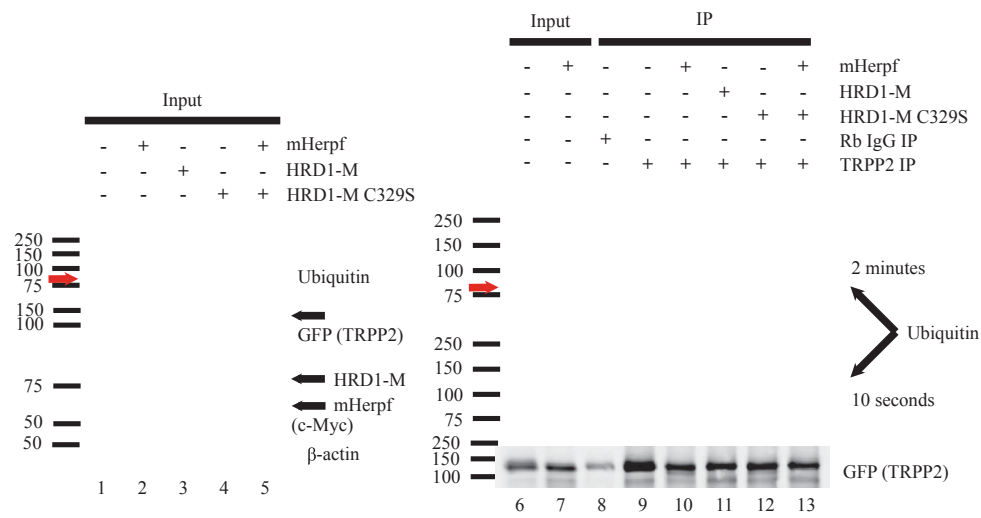 Input
- + - - + mHerpf
- - + - - HRD1-M
- - - + + HRD1-M C329S
250
150
100
75
Ubiquitin
150
100
GFP (TRPP2)
75
HRD1-M
mHerpf
(c-Myc)
50
50
β-actin
1 2 3 4 5
Input IP
- + - - + - - + mHerpf
- - - - - + - - HRD1-M
- - - - - - + + HRD1-M C329S
- - + - - - - - Rb IgG IP
- - - + + + + + TRPP2 IP
250
150
100
75
2 minutes
Ubiquitin
250
150
100
75
10 seconds
250
150
100
GFP (TRPP2)
6 7 8 9 10 11 12 13